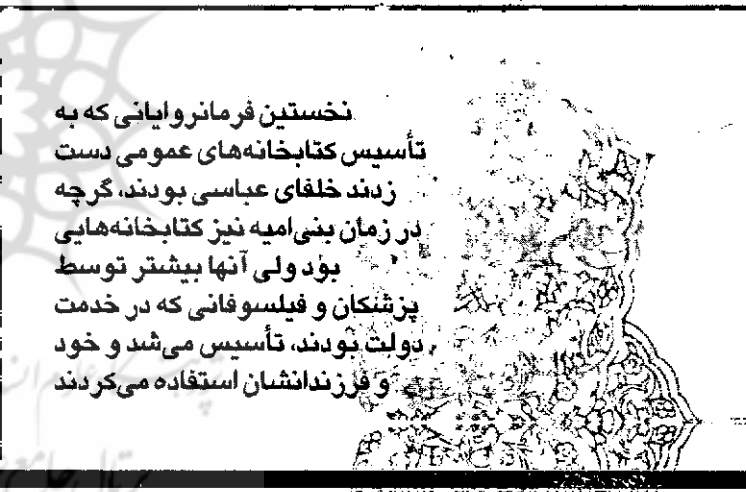 نخستین فرمانروایانی که به
تأسیس کتابخانه‌های عمومی دست
زدند خلفای عباسی بودند، گرچه
در زمان بنی‌امیه نیز کتابخانه‌هایی
بود ولی آنها بیشتر توسط
پزشکان و فیلسوفانی که در خدمت
دولت بودند، تأسیس می‌شد و خود
و فرزندانشان استفاده می‌کردند